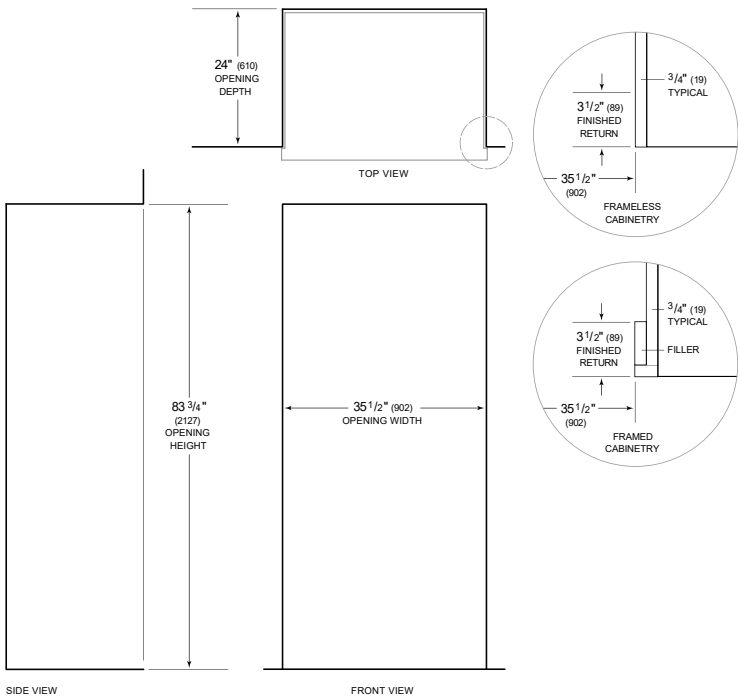 24" (610)
OPENING
DEPTH
TOP VIEW
3/4" (19)
TYPICAL
3 1/2" (89)
FINISHED
RETURN
35 1/2"
(902)
FRAMELESS
CABINETRY
3/4" (19)
TYPICAL
3 1/2" (89)
FINISHED
RETURN
FILLER
35 1/2"
(902)
FRAMED
CABINETRY
83 3/4"
(2127)
OPENING
HEIGHT
35 1/2" (902)
OPENING WIDTH
SIDE VIEW
FRONT VIEW